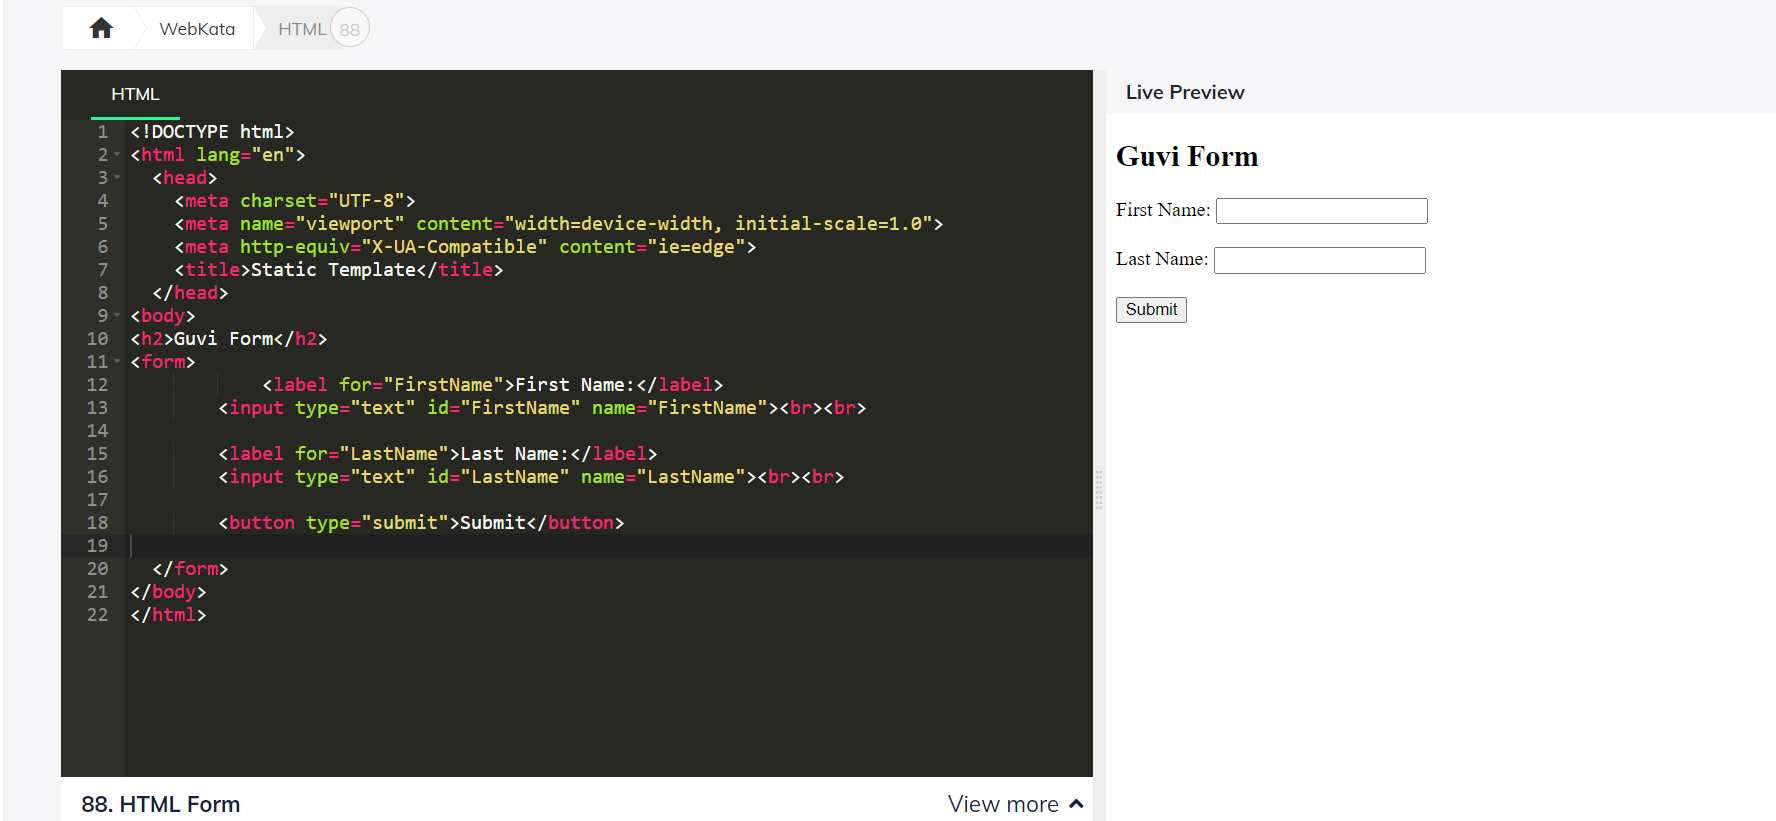 WebKata HTML 88
HTML
1 <!DOCTYPE html>
2 <html lang="en">
3 <head>
4 <meta charset="UTF-8">
5 <meta name="viewport" content="width=device-width, initial-scale=1.0">
6 <meta http-equiv="X-UA-Compatible" content="ie=edge">
7 <title>Static Template</title>
8 </head>
9 <body>
10 <h2>Guvi Form</h2>
11 <form>
12 <label for="FirstName">First Name:</label>
13 <input type="text" id="FirstName" name="FirstName"><br><br>
14
15 <label for="LastName">Last Name:</label>
16 <input type="text" id="LastName" name="LastName"><br><br>
17
18 <button type="submit">Submit</button>
19
20 </form>
21 </body>
22 </html>
88. HTML Form View more
Live Preview
Guvi Form
First Name:
Last Name:
Submit